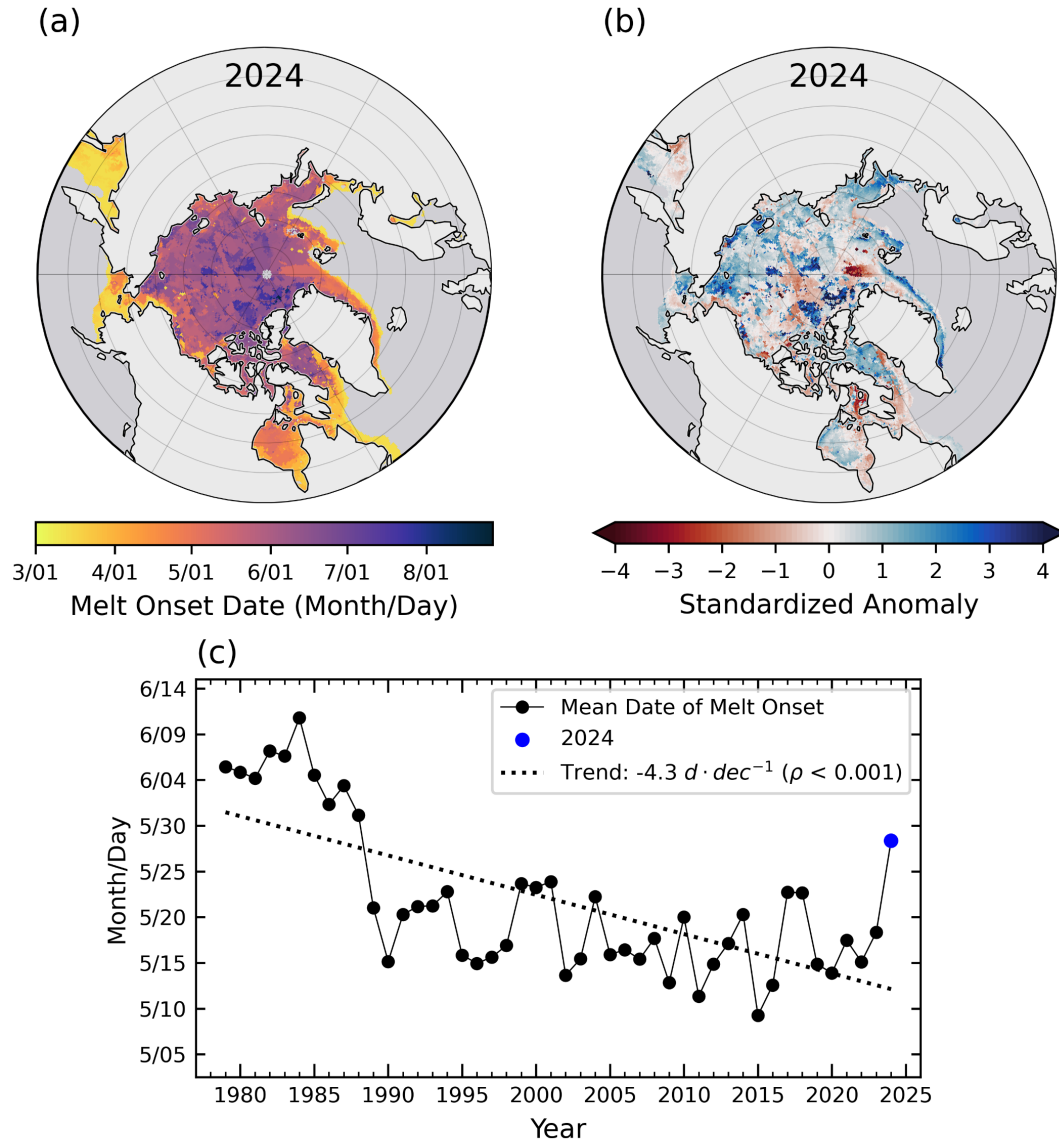 (a)
2024
3/01 4/01 5/01 6/01 7/01 8/01
Melt Onset Date (Month/Day)
(b)
2024
−4 −3 −2 −1 0 1 2 3 4
Standardized Anomaly
(c)
6/14
6/09
6/04
5/30
5/25
5/20
5/15
5/10
5/05
Month/Day
Mean Date of Melt Onset
2024
Trend: -4.3 d · dec⁻¹ (ρ < 0.001)
1980 1985 1990 1995 2000 2005 2010 2015 2020 2025
Year